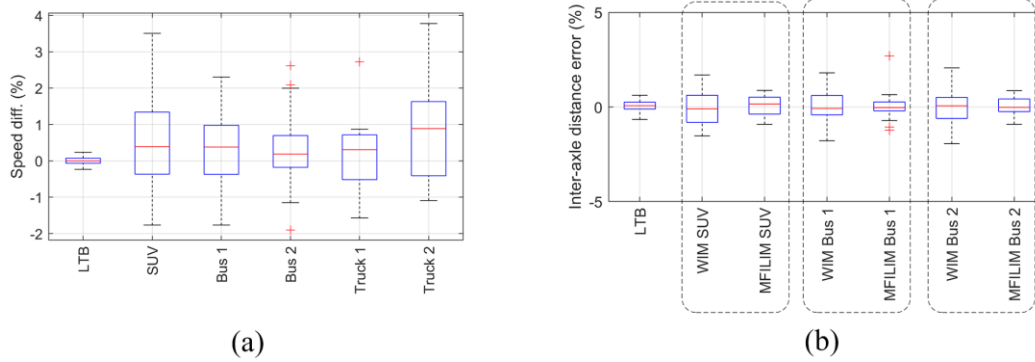 4
3
2
1
0
-1
-2
Speed diff. (%)
LTB
SUV
Bus 1
Bus 2
Truck 1
Truck 2
(a)
5
0
-5
Inter-axle distance error (%)
LTB
WIM SUV
MFILIM SUV
WIM Bus 1
MFILIM Bus 1
WIM Bus 2
MFILIM Bus 2
(b)